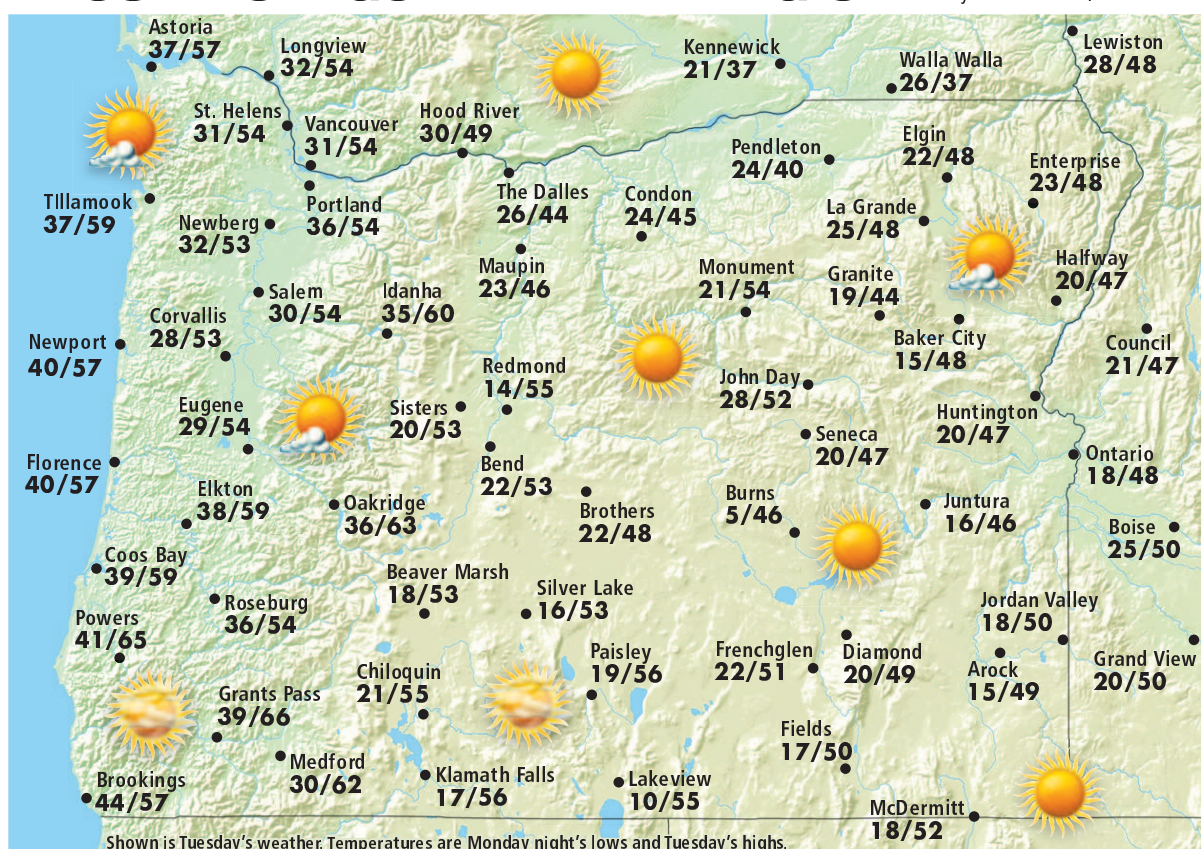 Astoria
37/57
Longview
32/54
Kennewick
21/37
Walla Walla
26/37
Lewiston
28/48
St. Helens
31/54
Vancouver
31/54
Hood River
30/49
Pendleton
24/40
Elgin
22/48
Enterprise
23/48
TIllamook
37/59
Newberg
32/53
Portland
36/54
The Dalles
26/44
Condon
24/45
La Grande
25/48
Maupin
23/46
Monument
21/54
Granite
19/44
Halfway
20/47
Salem
30/54
Idanha
35/60
Corvallis
28/53
Newport
40/57
Baker City
15/48
Council
21/47
Redmond
14/55
John Day
28/52
Eugene
29/54
Sisters
20/53
Huntington
20/47
Seneca
20/47
Florence
40/57
Bend
22/53
Ontario
18/48
Elkton
38/59
Oakridge
36/63
Brothers
22/48
Burns
5/46
Juntura
16/46
Boise
25/50
Coos Bay
39/59
Beaver Marsh
18/53
Silver Lake
16/53
Roseburg
36/54
Powers
41/65
Jordan Valley
18/50
Paisley
19/56
Frenchglen
22/51
Diamond
20/49
Arock
15/49
Grand View
20/50
Chiloquin
21/55
Grants Pass
39/66
Fields
17/50
Medford
30/62
Klamath Falls
17/56
Lakeview
10/55
Brookings
44/57
McDermitt
18/52
Shown is Tuesday's weather. Temperatures are Monday night's lows and Tuesday's highs.